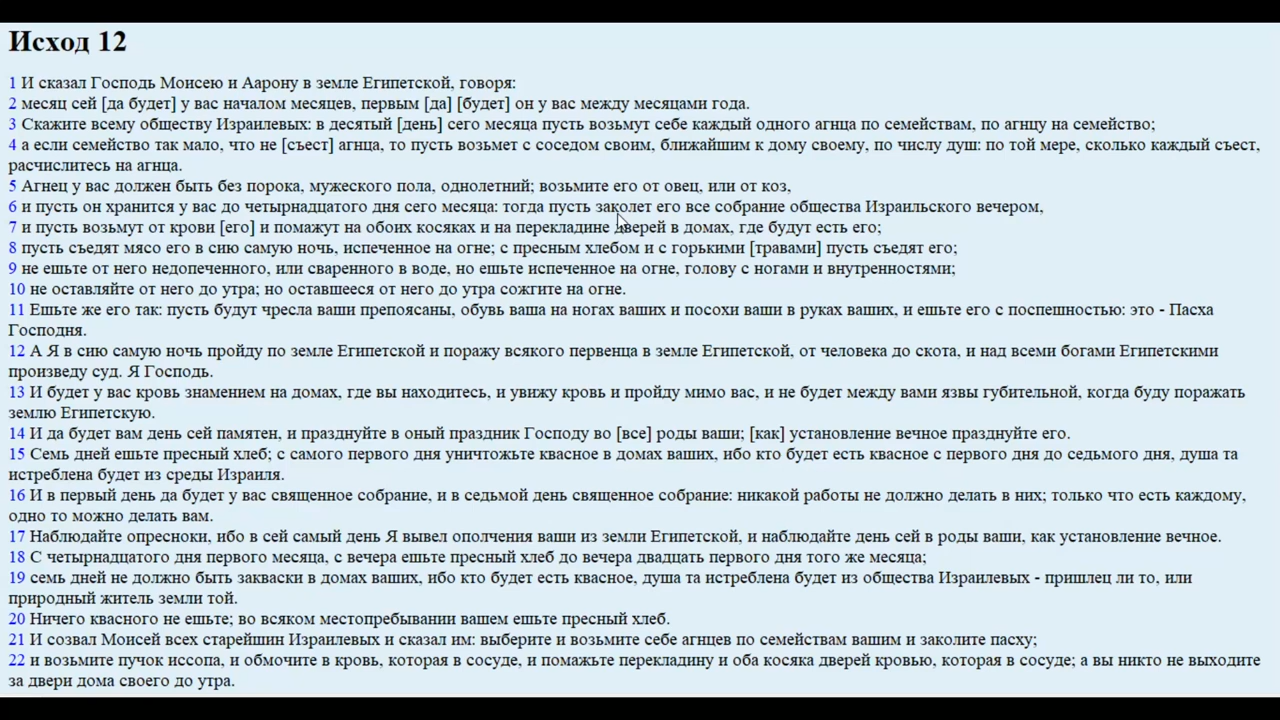 Исход 12
1 И сказал Господь Моисею и Аарону в земле Египетской, говоря:
2 месяц сей [да будет] у вас началом месяцев, первым [да] [будет] он у вас между месяцами года.
3 Скажите всему обществу Израилевых: в десятый [день] сего месяца пусть возьмут себе каждый одного агнца по семействам, по агнцу на семейство;
4 а если семейство так мало, что не [съест] агнца, то пусть возьмет с соседом своим, ближайшим к дому своему, по числу душ: по той мере, сколько каждый съест,
расчислитесь на агнца.
5 Агнец у вас должен быть без порока, мужеского пола, однолетний; возьмите его от овец, или от коз,
6 и пусть он хранится у вас до четырнадцатого дня сего месяца: тогда пусть заколет его все собрание общества Израильского вечером,
7 и пусть возьмут от крови [его] и помажут на обоих косяках и на перекладине дверей в домах, где будут есть его;
8 пусть съедят мясо его в сию самую ночь, испеченное на огне; с пресным хлебом и с горькими [травами] пусть съедят его;
9 не ешьте от него недопеченного, или сваренного в воде, но ешьте испеченное на огне, голову с ногами и внутренностями;
10 не оставляйте от него до утра; но оставшееся от него до утра сожгите на огне.
11 Ешьте же его так: пусть будут чресла ваши препоясаны, обувь ваша на ногах ваших и посохи ваши в руках ваших, и ешьте его с поспешностью: это - Пасха
Господня.
12 А Я в сию самую ночь пройду по земле Египетской и поражу всякого первенца в земле Египетской, от человека до скота, и над всеми богами Египетскими
произведу суд. Я Господь.
13 И будет у вас кровь знамением на домах, где вы находитесь, и увижу кровь и пройду мимо вас, и не будет между вами язвы губительной, когда буду поражать
землю Египетскую.
14 И да будет вам день сей памятен, и празднуйте в оный праздник Господу во [все] роды ваши; [как] установление вечное празднуйте его.
15 Семь дней ешьте пресный хлеб; с самого первого дня уничтожьте квасное в домах ваших, ибо кто будет есть квасное с первого дня до седьмого дня, душа та
истреблена будет из среды Израиля.
16 И в первый день да будет у вас священное собрание, и в седьмой день священное собрание: никакой работы не должно делать в них; только что есть каждому,
одно то можно делать вам.
17 Наблюдайте опресноки, ибо в сей самый день Я вывел ополчения ваши из земли Египетской, и наблюдайте день сей в роды ваши, как установление вечное.
18 С четырнадцатого дня первого месяца, с вечера ешьте пресный хлеб до вечера двадцать первого дня того же месяца;
19 семь дней не должно быть закваски в домах ваших, ибо кто будет есть квасное, душа та истреблена будет из общества Израилевых - пришлец ли то, или
природный житель земли той.
20 Ничего квасного не ешьте; во всяком местопребывании вашем ешьте пресный хлеб.
21 И созвал Моисей всех старейшин Израилевых и сказал им: выберите и возьмите себе агнцев по семействам вашим и заколите пасху;
22 и возьмите пучок иссопа, и обмочите в кровь, которая в сосуде, и помажьте перекладину и оба косяка дверей кровью, которая в сосуде; а вы никто не выходите
за двери дома своего до утра.